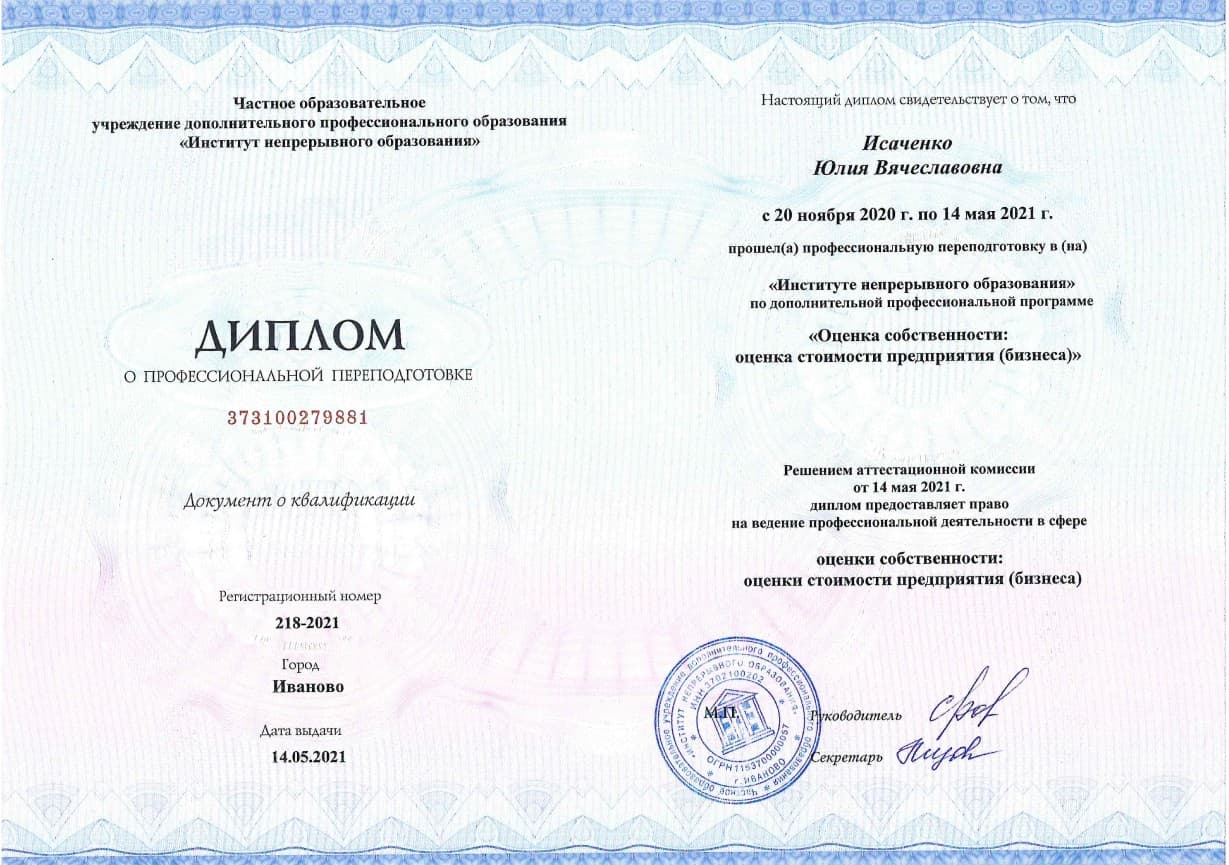 Частное образовательное
учреждение дополнительного профессионального образования
«Институт непрерывного образования»
ДИПЛОМ
О ПРОФЕССИОНАЛЬНОЙ ПЕРЕПОДГОТОВКЕ
373100279881
Документ о квалификации
Регистрационный номер
218-2021
Город
Иваново
Дата выдачи
14.05.2021
Настоящий диплом свидетельствует о том, что
Исаченко
Юлия Вячеславовна
с 20 ноября 2020 г. по 14 мая 2021 г.
прошел(а) профессиональную переподготовку в (на)
«Институте непрерывного образования»
по дополнительной профессиональной программе
«Оценка собственности:
оценка стоимости предприятия (бизнеса)»
Решением аттестационной комиссии
от 14 мая 2021 г.
диплом предоставляет право
на ведение профессиональной деятельности в сфере
оценки собственности:
оценки стоимости предприятия (бизнеса)
М.П.
Руководитель
Секретарь
Частное образовательное учреждение дополнительного профессионального образования
«ИНСТИТУТ НЕПРЕРЫВНОГО ОБРАЗОВАНИЯ»
г. ИВАНОВО
ИНН 3702100202
ОГРН 1153700000057